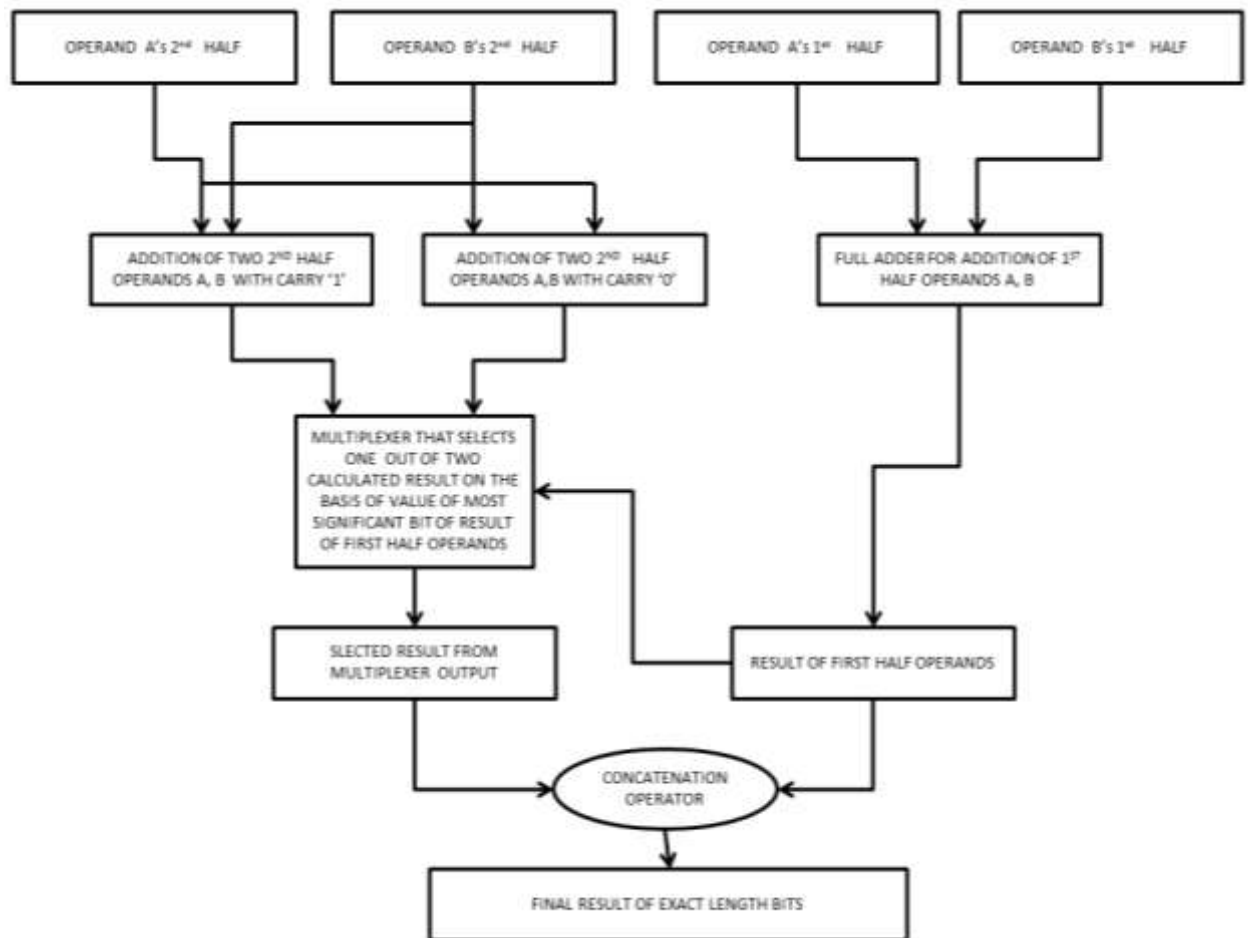 OPERAND A's 2nd HALF
OPERAND B's 2nd HALF
OPERAND A's 1st HALF
OPERAND B's 1st HALF
ADDITION OF TWO 2ND HALF
OPERANDS A, B WITH CARRY '1'
ADDITION OF TWO 2ND HALF
OPERANDS A,B WITH CARRY '0'
FULL ADDER FOR ADDITION OF 1ST
HALF OPERANDS A, B
MULTIPLEXER THAT SELECTS
ONE OUT OF TWO
CALCULATED RESULT ON THE
BASIS OF VALUE OF MOST
SIGNIFICANT BIT OF RESULT
OF FIRST HALF OPERANDS
SLECTED RESULT FROM
MULTIPLEXER OUTPUT
RESULT OF FIRST HALF OPERANDS
CONCATENATION
OPERATOR
FINAL RESULT OF EXACT LENGTH BITS